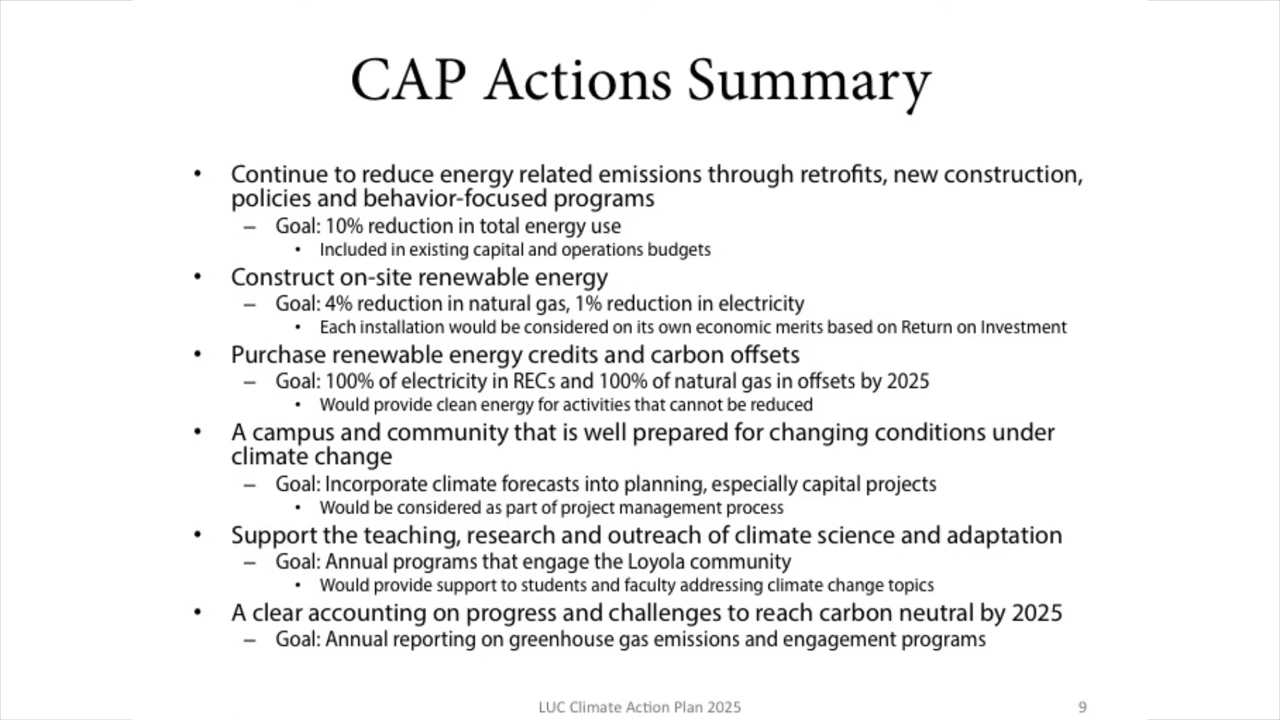 CAP Actions Summary
• Continue to reduce energy related emissions through retrofits, new construction,
policies and behavior-focused programs
– Goal: 10% reduction in total energy use
• Included in existing capital and operations budgets
• Construct on-site renewable energy
– Goal: 4% reduction in natural gas, 1% reduction in electricity
• Each installation would be considered on its own economic merits based on Return on Investment
• Purchase renewable energy credits and carbon offsets
– Goal: 100% of electricity in RECs and 100% of natural gas in offsets by 2025
• Would provide clean energy for activities that cannot be reduced
• A campus and community that is well prepared for changing conditions under
climate change
– Goal: Incorporate climate forecasts into planning, especially capital projects
• Would be considered as part of project management process
• Support the teaching, research and outreach of climate science and adaptation
– Goal: Annual programs that engage the Loyola community
• Would provide support to students and faculty addressing climate change topics
• A clear accounting on progress and challenges to reach carbon neutral by 2025
– Goal: Annual reporting on greenhouse gas emissions and engagement programs
LUC Climate Action Plan 2025
9